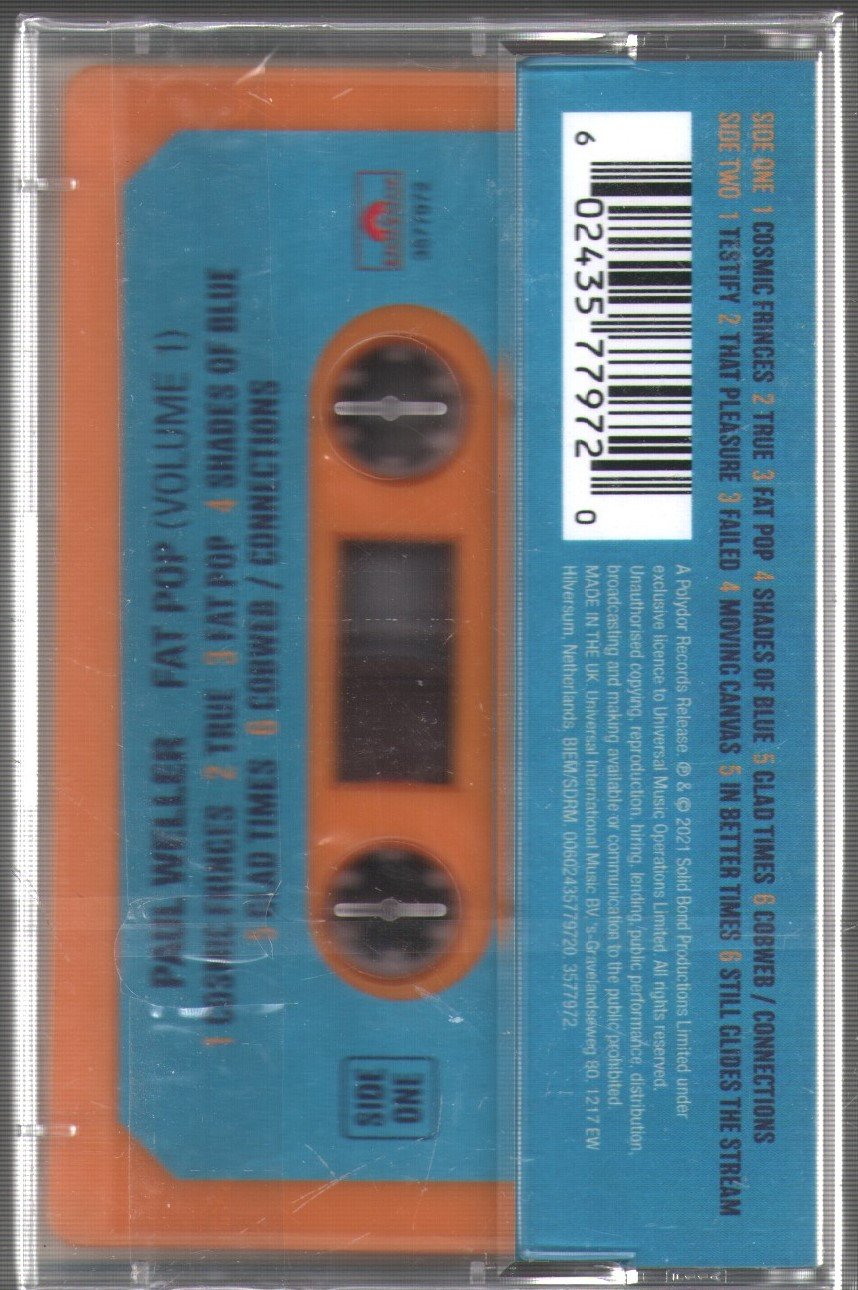 SIDE ONE 1 COSMIC FRINGES 2 TRUE 3 FAT POP 4 SHADES OF BLUE 5 GLAD TIMES 6 COBWEB / CONNECTIONS
SIDE TWO 1 TESTIFY 2 THAT PLEASURE 3 FAILED 4 MOVING CANVAS 5 IN BETTER TIMES 6 STILL GLIDES THE STREAM
6 02435 77972 0
A Polydor Records Release. ℗ & © 2021 Solid Bond Productions Limited under
exclusive licence to Universal Music Operations Limited. All rights reserved.
Unauthorised copying, reproduction, hiring, lending, public performance, distribution,
broadcasting and making available or communication to the public prohibited.
MADE IN THE UK. Universal International Music BV 's-Gravelandseweg 80, 1217 EW
Hilversum, Netherlands. BIEM/SDRM. 00602435779720 3577972
3577972
PAUL WELLER FAT POP (VOLUME 1)
1 COSMIC FRINGES 2 TRUE 3 FAT POP 4 SHADES OF BLUE
5 GLAD TIMES 6 COBWEB / CONNECTIONS
SIDE
ONE